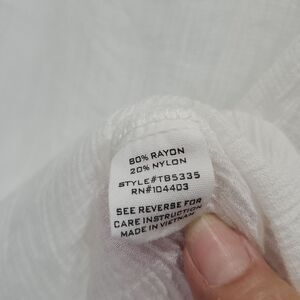 80% RAYON
20% NYLON
STYLE#TB5335
RN#104403
SEE REVERSE FOR
CARE INSTRUCTION
MADE IN VIETNAM